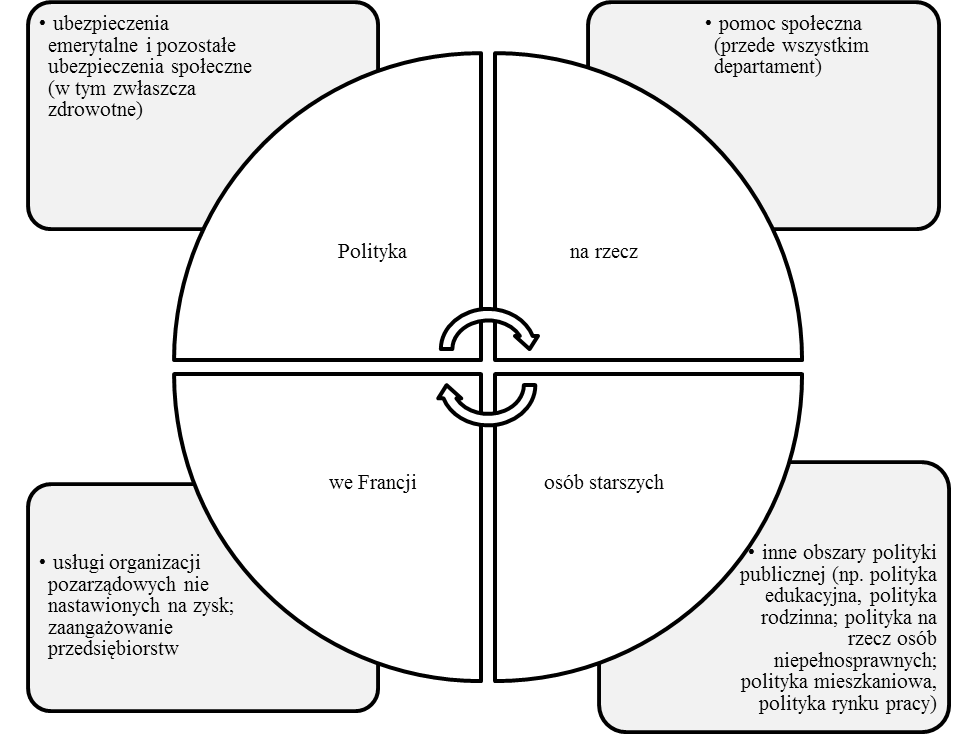 • ubezpieczenia
emerytalne i pozostałe
ubezpieczenia społeczne
(w tym zwłaszcza
zdrowotne)
• pomoc społeczna
(przede wszystkim
departament)
Polityka
na rzecz
we Francji
osób starszych
• usługi organizacji
pozarządowych nie
nastawionych na zysk;
zaangażowanie
przedsiębiorstw
• inne obszary polityki
publicznej (np. polityka
edukacyjna, polityka
rodzinna; polityka na
rzecz osób
niepełnosprawnych;
polityka mieszkaniowa,
polityka rynku pracy)